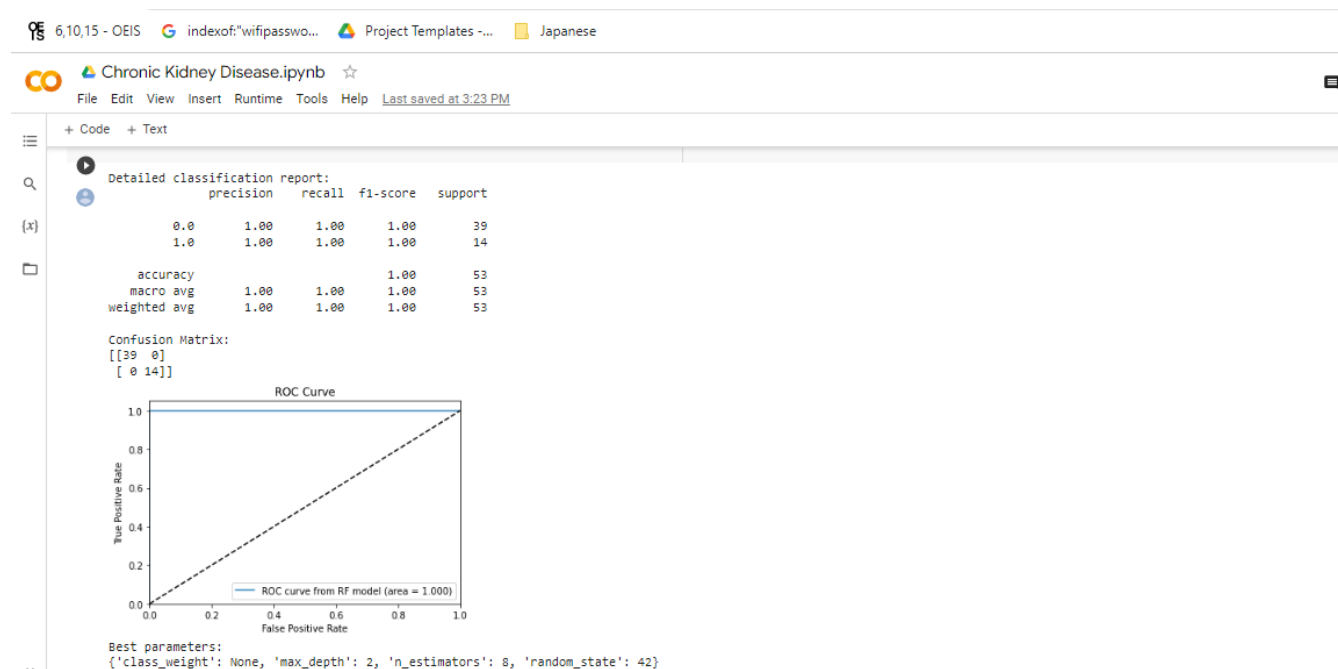 6,10,15 - OEIS indexof:"wifipasswo... Project Templates -... Japanese
Chronic Kidney Disease.ipynb
File Edit View Insert Runtime Tools Help Last saved at 3:23 PM
+ Code + Text
{x}
Detailed classification report:
precision recall f1-score support
0.0 1.00 1.00 1.00 39
1.0 1.00 1.00 1.00 14
accuracy 1.00 53
macro avg 1.00 1.00 1.00 53
weighted avg 1.00 1.00 1.00 53
Confusion Matrix:
[[39 0]
[ 0 14]]
ROC Curve
True Positive Rate
1.0
0.8
0.6
0.4
0.2
0.0
ROC curve from RF model (area = 1.000)
0.0 0.2 0.4 0.6 0.8 1.0
False Positive Rate
Best parameters:
{'class_weight': None, 'max_depth': 2, 'n_estimators': 8, 'random_state': 42}